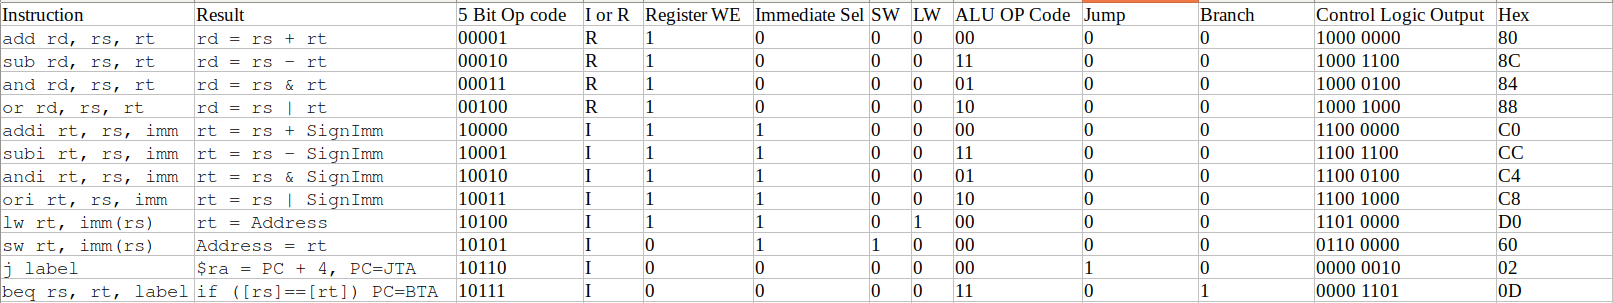 Instruction Result 5 Bit Op code I or R Register WE Immediate Sel SW LW ALU OP Code Jump Branch Control Logic Output Hex
add rd, rs, rt rd = rs + rt 00001 R 1 0 0 0 00 0 0 1000 0000 80
sub rd, rs, rt rd = rs - rt 00010 R 1 0 0 0 11 0 0 1000 1100 8C
and rd, rs, rt rd = rs & rt 00011 R 1 0 0 0 01 0 0 1000 0100 84
or rd, rs, rt rd = rs | rt 00100 R 1 0 0 0 10 0 0 1000 1000 88
addi rt, rs, imm rt = rs + SignImm 10000 I 1 1 0 0 00 0 0 1100 0000 C0
subi rt, rs, imm rt = rs - SignImm 10001 I 1 1 0 0 11 0 0 1100 1100 CC
andi rt, rs, imm rt = rs & SignImm 10010 I 1 1 0 0 01 0 0 1100 0100 C4
ori rt, rs, imm rt = rs | SignImm 10011 I 1 1 0 0 10 0 0 1100 1000 C8
lw rt, imm(rs) rt = Address 10100 I 1 1 0 1 00 0 0 1101 0000 D0
sw rt, imm(rs) Address = rt 10101 I 0 1 1 0 00 0 0 0110 0000 60
j label $ra = PC + 4, PC=JTA 10110 I 0 0 0 0 00 1 0 0000 0010 02
beq rs, rt, label if ([rs]==[rt]) PC=BTA 10111 I 0 0 0 0 11 0 1 0000 1101 0D